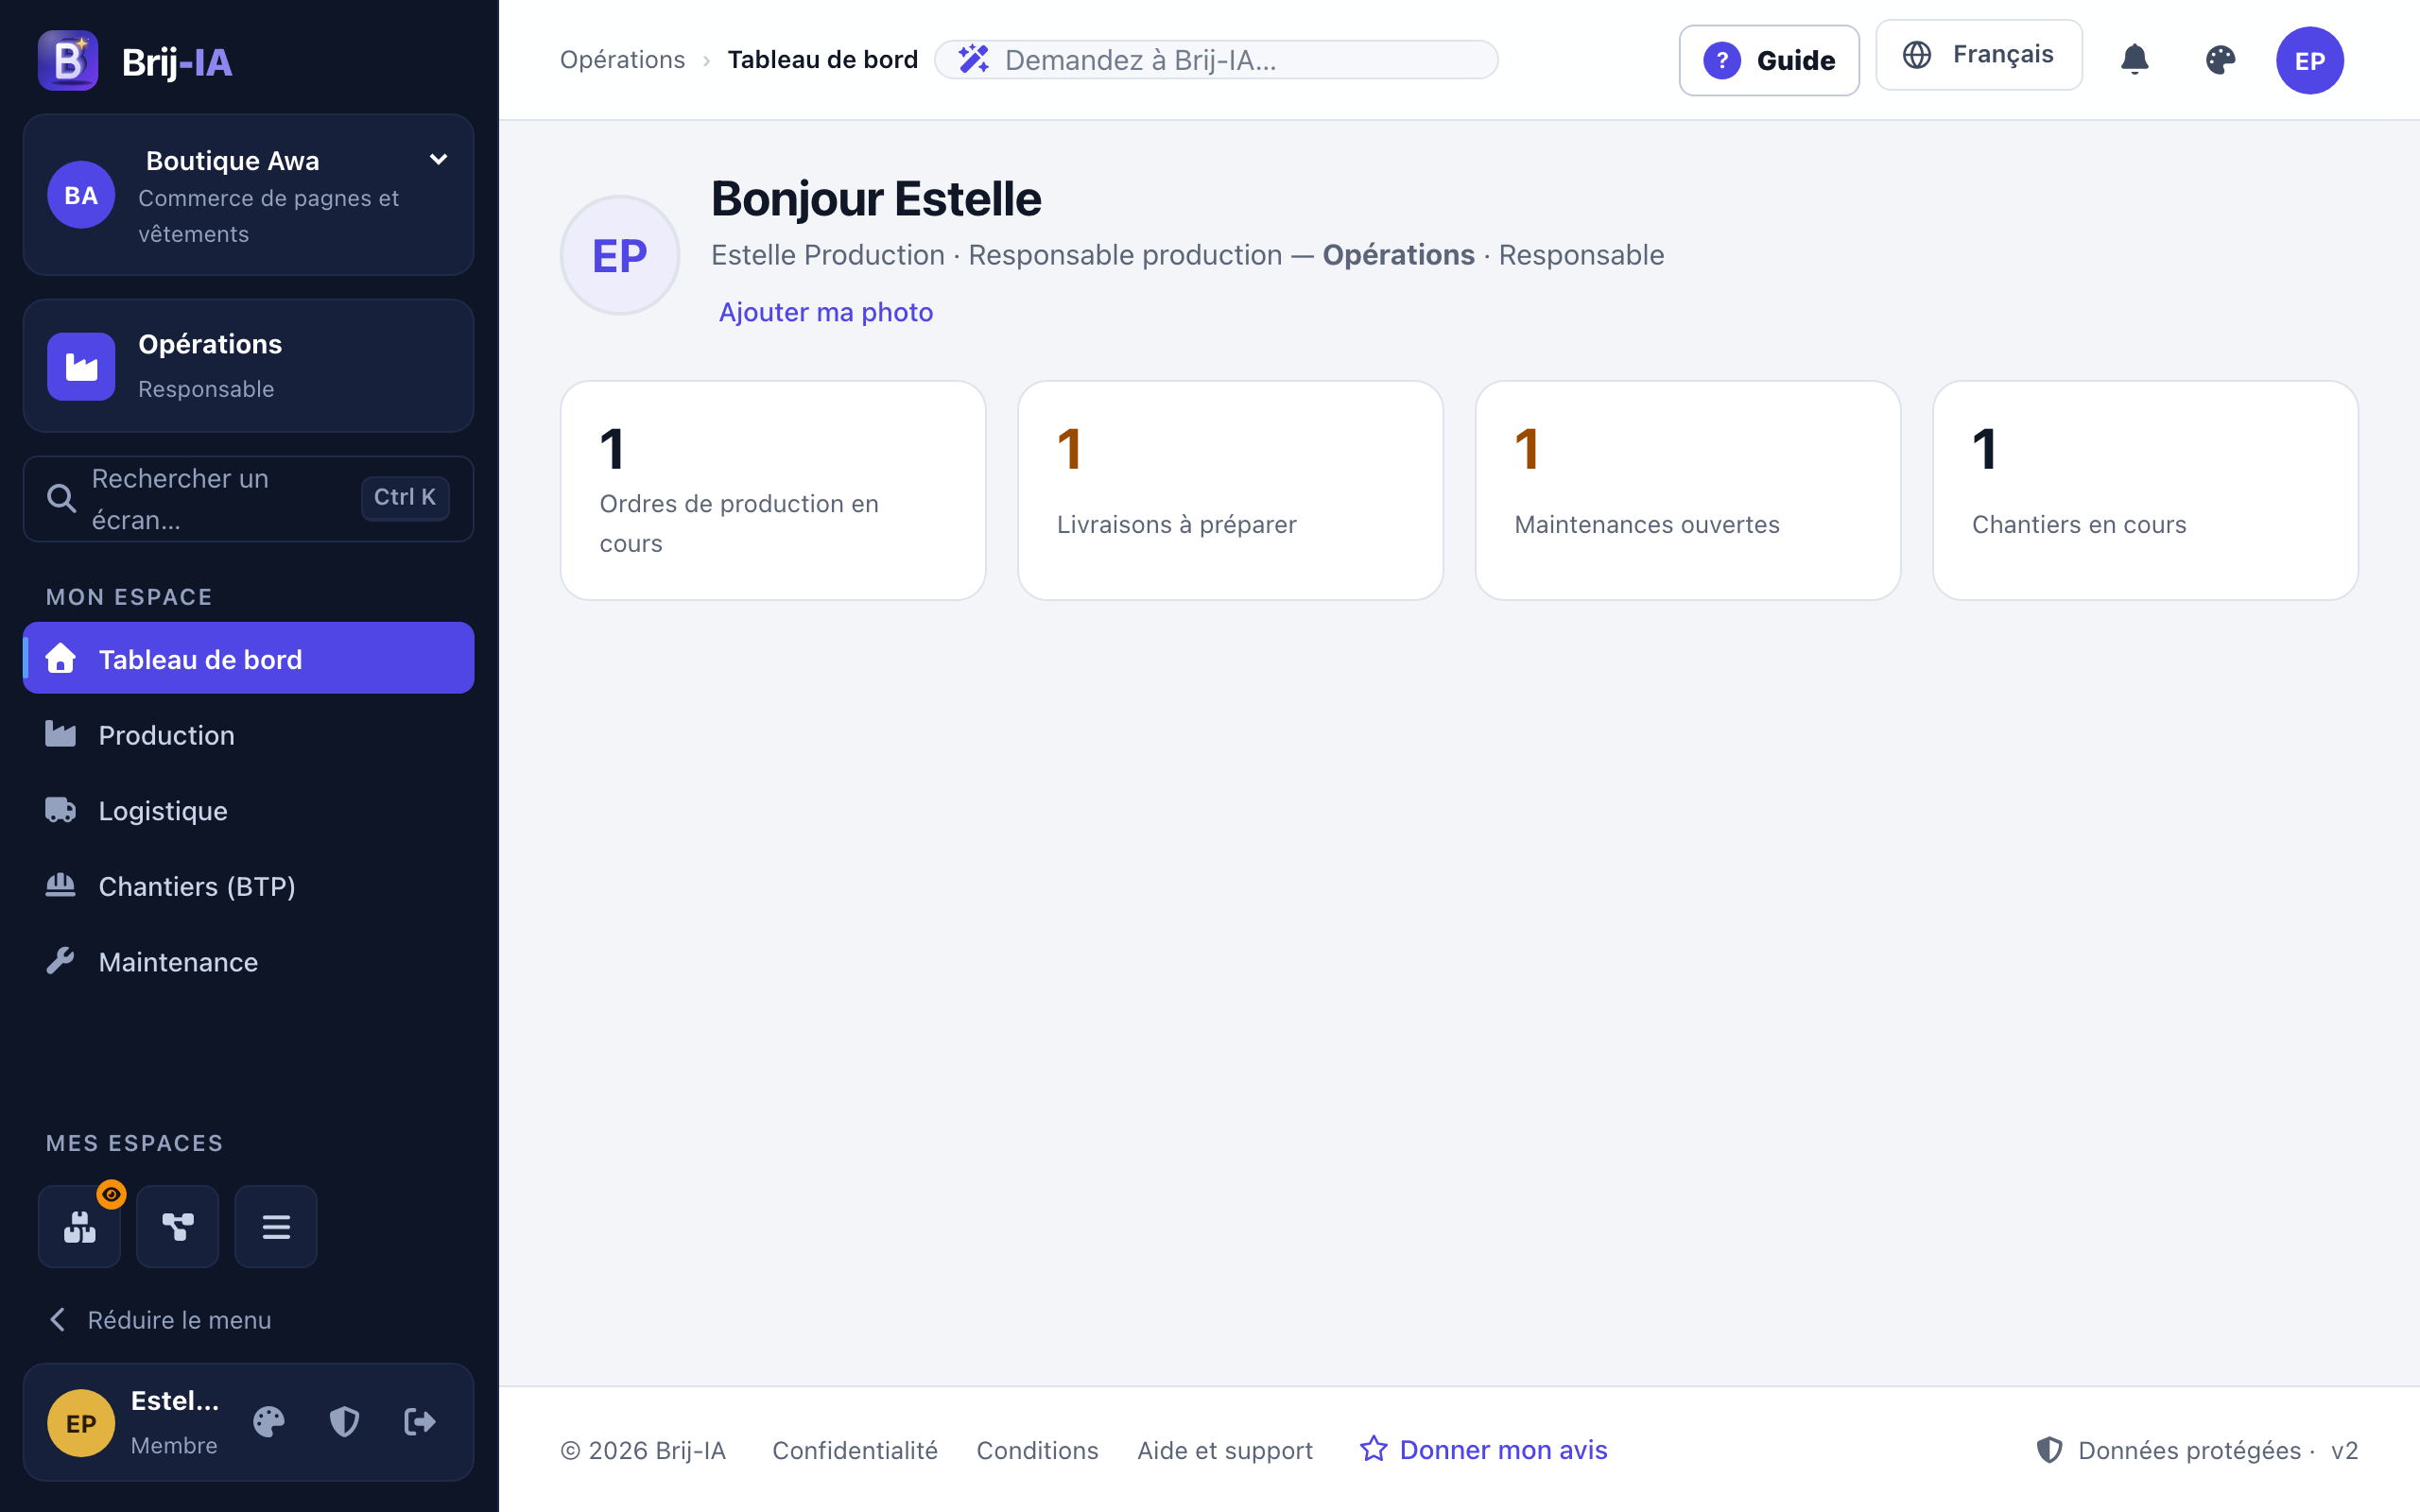 Brij-IA
BA
Boutique Awa
Commerce de pagnes et
vêtements
Opérations
Responsable
Rechercher un
écran...
Ctrl K
MON ESPACE
Tableau de bord
Production
Logistique
Chantiers (BTP)
Maintenance
MES ESPACES
Réduire le menu
EP
Estel...
Membre
Opérations › Tableau de bord
Demandez à Brij-IA...
? Guide
Français
EP
EP
Bonjour Estelle
Estelle Production · Responsable production — Opérations · Responsable
Ajouter ma photo
1
Ordres de production en
cours
1
Livraisons à préparer
1
Maintenances ouvertes
1
Chantiers en cours
© 2026 Brij-IA
Confidentialité
Conditions
Aide et support
Donner mon avis
Données protégées · v2